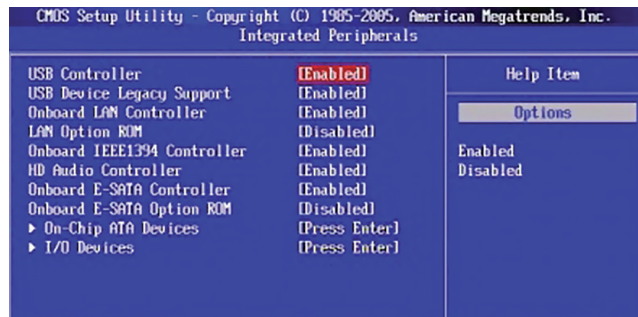 CMOS Setup Utility - Copyright (C) 1985-2005, American Megatrends, Inc.
Integrated Peripherals
USB Controller [Enabled]
USB Device Legacy Support [Enabled]
Onboard LAN Controller [Enabled]
LAN Option ROM [Disabled]
Onboard IEEE1394 Controller [Enabled]
HD Audio Controller [Enabled]
Onboard E-SATA Controller [Enabled]
Onboard E-SATA Option ROM [Disabled]
▶ On-Chip ATA Devices [Press Enter]
▶ I/O Devices [Press Enter]
Help Item
Options
Enabled
Disabled